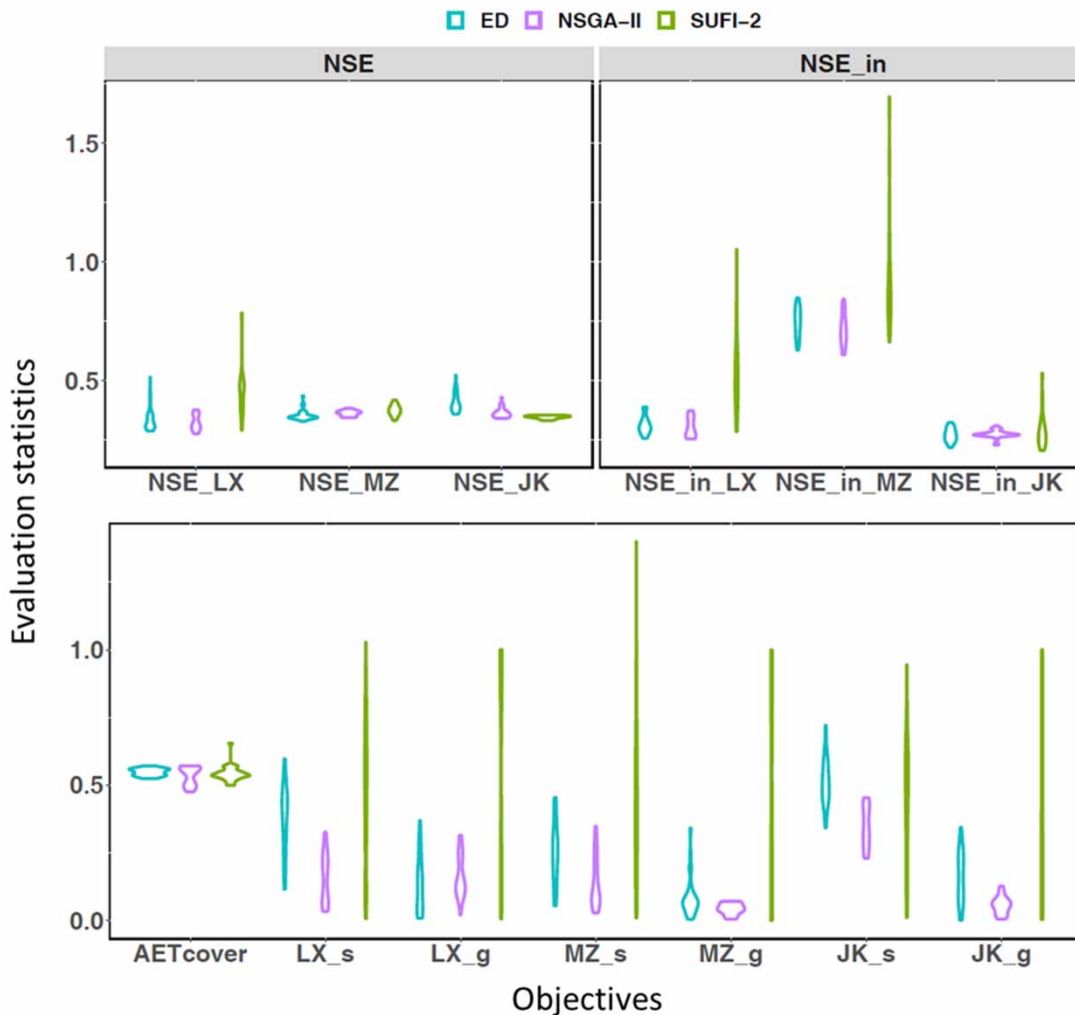 ED NSGA-II SUFI-2
NSE NSE_in
1.5
1.0
0.5
NSE_LX NSE_MZ NSE_JK NSE_in_LX NSE_in_MZ NSE_in_JK
Evaluation statistics
1.0
0.5
0.0
AETcover LX_s LX_g MZ_s MZ_g JK_s JK_g
Objectives